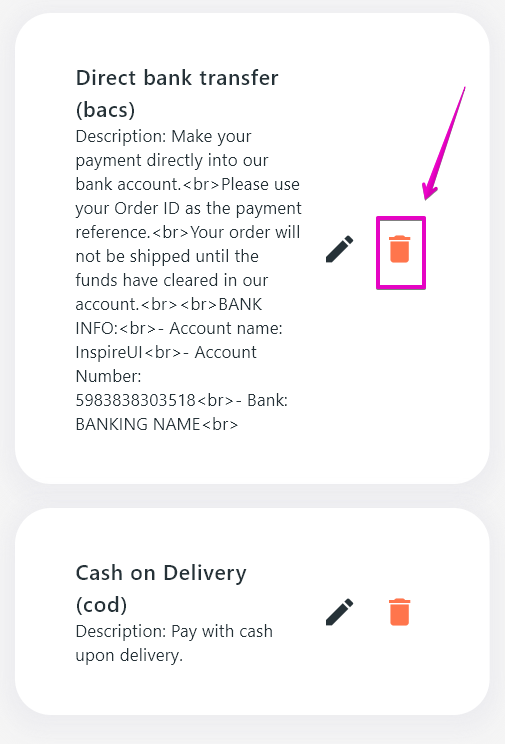 Direct bank transfer
(bacs)
Description: Make your
payment directly into our
bank account.<br>Please use
your Order ID as the payment
reference.<br>Your order will
not be shipped until the
funds have cleared in our
account.<br><br>BANK
INFO:<br>- Account name:
InspireUI<br>- Account
Number:
5983838303518<br>- Bank:
BANKING NAME<br>
Cash on Delivery
(cod)
Description: Pay with cash
upon delivery.